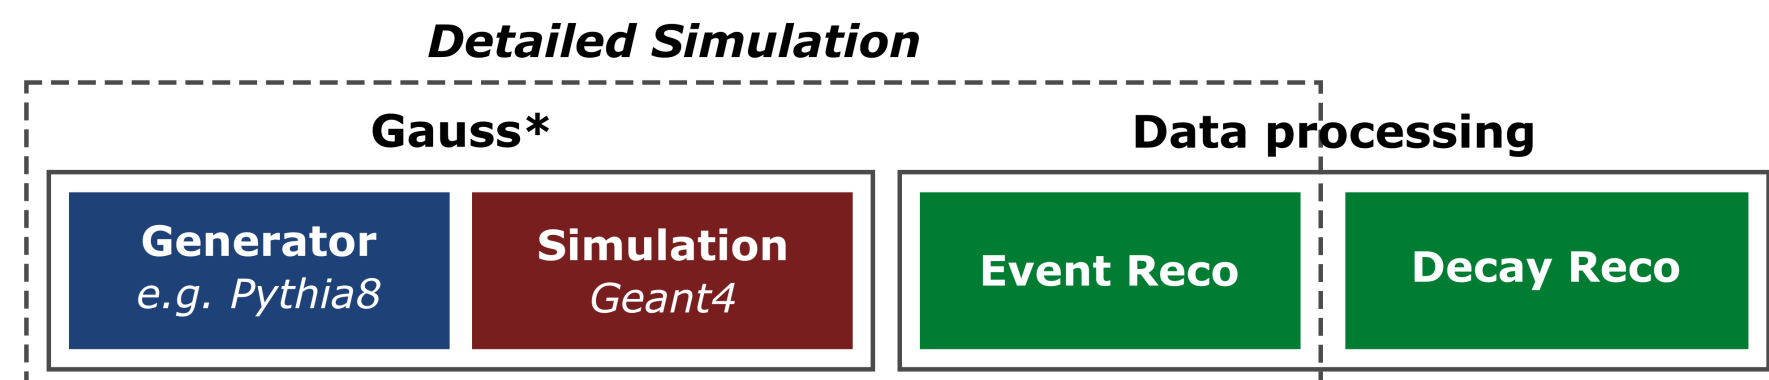 Detailed Simulation
Gauss*
Data processing
Generator
e.g. Pythia8
Simulation
Geant4
Event Reco
Decay Reco